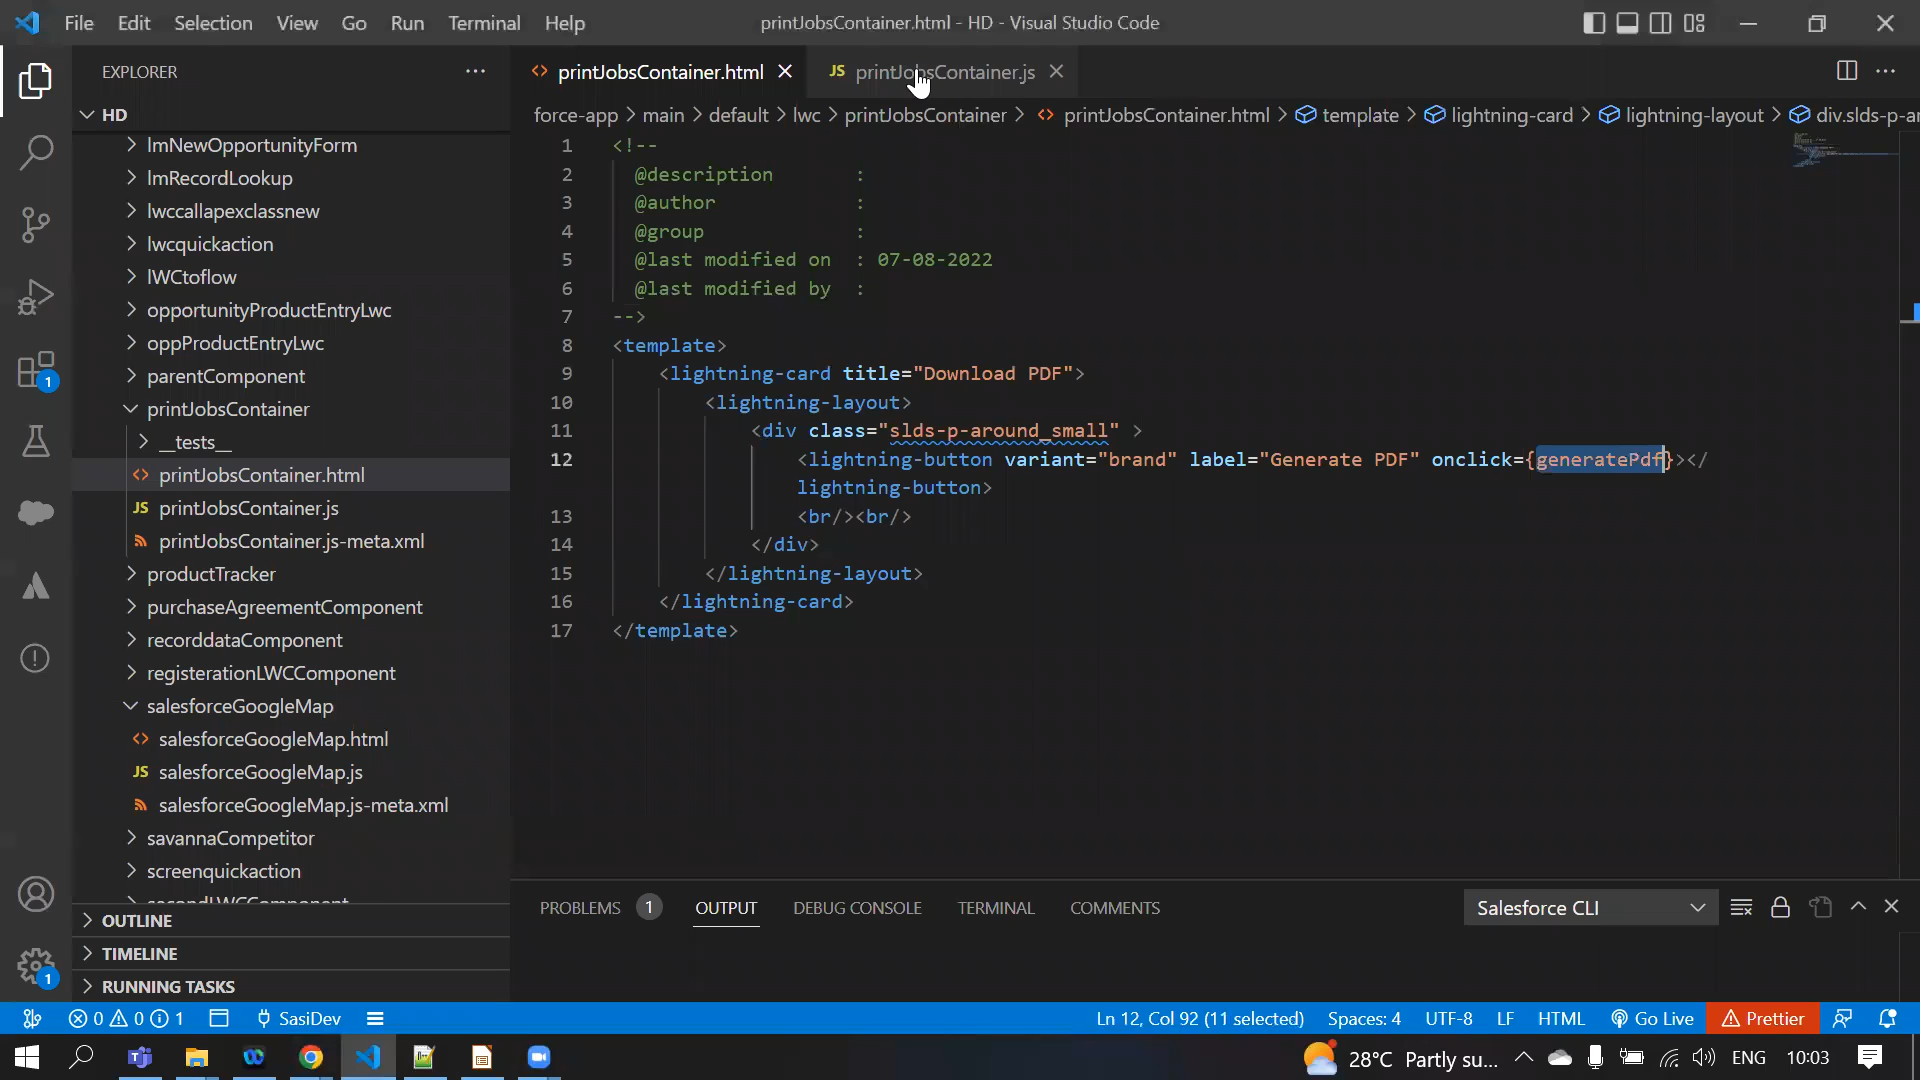 File Edit Selection View Go Run Terminal Help
printJobsContainer.html - HD - Visual Studio Code
EXPLORER
HD
lmNewOpportunityForm
lmRecordLookup
lwccallapexclassnew
lwcquickaction
lWCtoflow
opportunityProductEntryLwc
oppProductEntryLwc
parentComponent
printJobsContainer
__tests__
printJobsContainer.html
printJobsContainer.js
printJobsContainer.js-meta.xml
productTracker
purchaseAgreementComponent
recorddataComponent
registerationLWCComponent
salesforceGoogleMap
salesforceGoogleMap.html
salesforceGoogleMap.js
salesforceGoogleMap.js-meta.xml
savannaCompetitor
screenquickaction
OUTLINE
TIMELINE
RUNNING TASKS
printJobsContainer.html JS printJobsContainer.js
force-app > main > default > lwc > printJobsContainer > printJobsContainer.html > template > lightning-card > lightning-layout > div.slds-p-ar
1 <!--
2 @description :
3 @author :
4 @group :
5 @last modified on : 07-08-2022
6 @last modified by :
7 -->
8 <template>
9 <lightning-card title="Download PDF">
10 <lightning-layout>
11 <div class="slds-p-around_small" >
12 <lightning-button variant="brand" label="Generate PDF" onclick={generatePdf}></
lightning-button>
13 <br/><br/>
14 </div>
15 </lightning-layout>
16 </lightning-card>
17 </template>
PROBLEMS 1 OUTPUT DEBUG CONSOLE TERMINAL COMMENTS Salesforce CLI
0 0 1 SasiDev Ln 12, Col 92 (11 selected) Spaces: 4 UTF-8 LF HTML Go Live Prettier
28°C Partly su... ENG 10:03